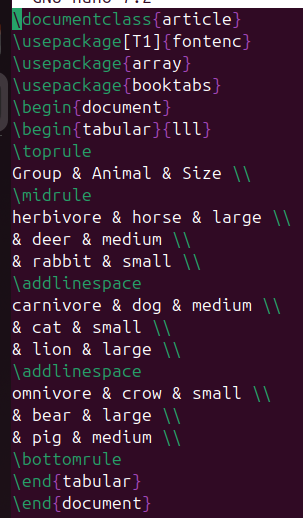 \documentclass{article}
\usepackage[T1]{fontenc}
\usepackage{array}
\usepackage{booktabs}
\begin{document}
\begin{tabular}{lll}
\toprule
Group & Animal & Size \\
\midrule
herbivore & horse & large \\
& deer & medium \\
& rabbit & small \\
\addlinespace
carnivore & dog & medium \\
& cat & small \\
& lion & large \\
\addlinespace
omnivore & crow & small \\
& bear & large \\
& pig & medium \\
\bottomrule
\end{tabular}
\end{document}